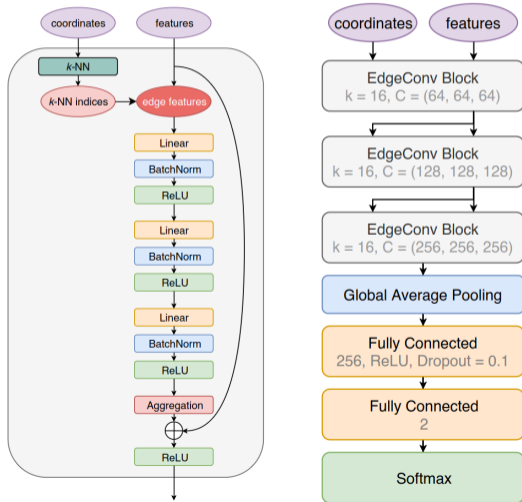 coordinates
features
k-NN
k-NN indices
edge features
Linear
BatchNorm
ReLU
Linear
BatchNorm
ReLU
Linear
BatchNorm
ReLU
Aggregation
ReLU
coordinates
features
EdgeConv Block
k = 16, C = (64, 64, 64)
EdgeConv Block
k = 16, C = (128, 128, 128)
EdgeConv Block
k = 16, C = (256, 256, 256)
Global Average Pooling
Fully Connected
256, ReLU, Dropout = 0.1
Fully Connected
2
Softmax